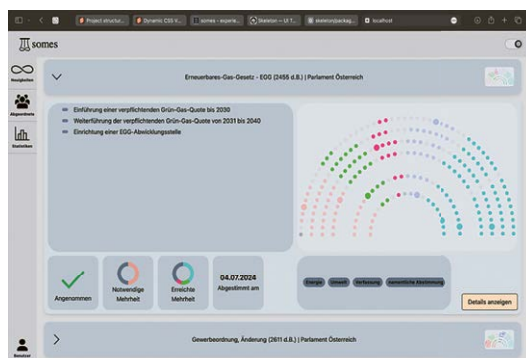 Project structur...
Dynamic CSS V...
somes - experie...
Skeleton — UI T...
skeleton/packag...
localhost
somes
Neuigkeiten
Abgeordnete
Statistiken
Benutzer
Erneuerbares-Gas-Gesetz - EGG (2455 d.B.) | Parlament Österreich
Einführung einer verpflichtenden Grün-Gas-Quote bis 2030
Weiterführung der verpflichtenden Grün-Gas-Quote von 2031 bis 2040
Einrichtung einer EGG-Abwicklungsstelle
Angenommen
Notwendige
Mehrheit
Erreichte
Mehrheit
04.07.2024
Abgestimmt am
Energie
Umwelt
Verfassung
namentliche Abstimmung
Details anzeigen
Gewerbeordnung, Änderung (2611 d.B.) | Parlament Österreich